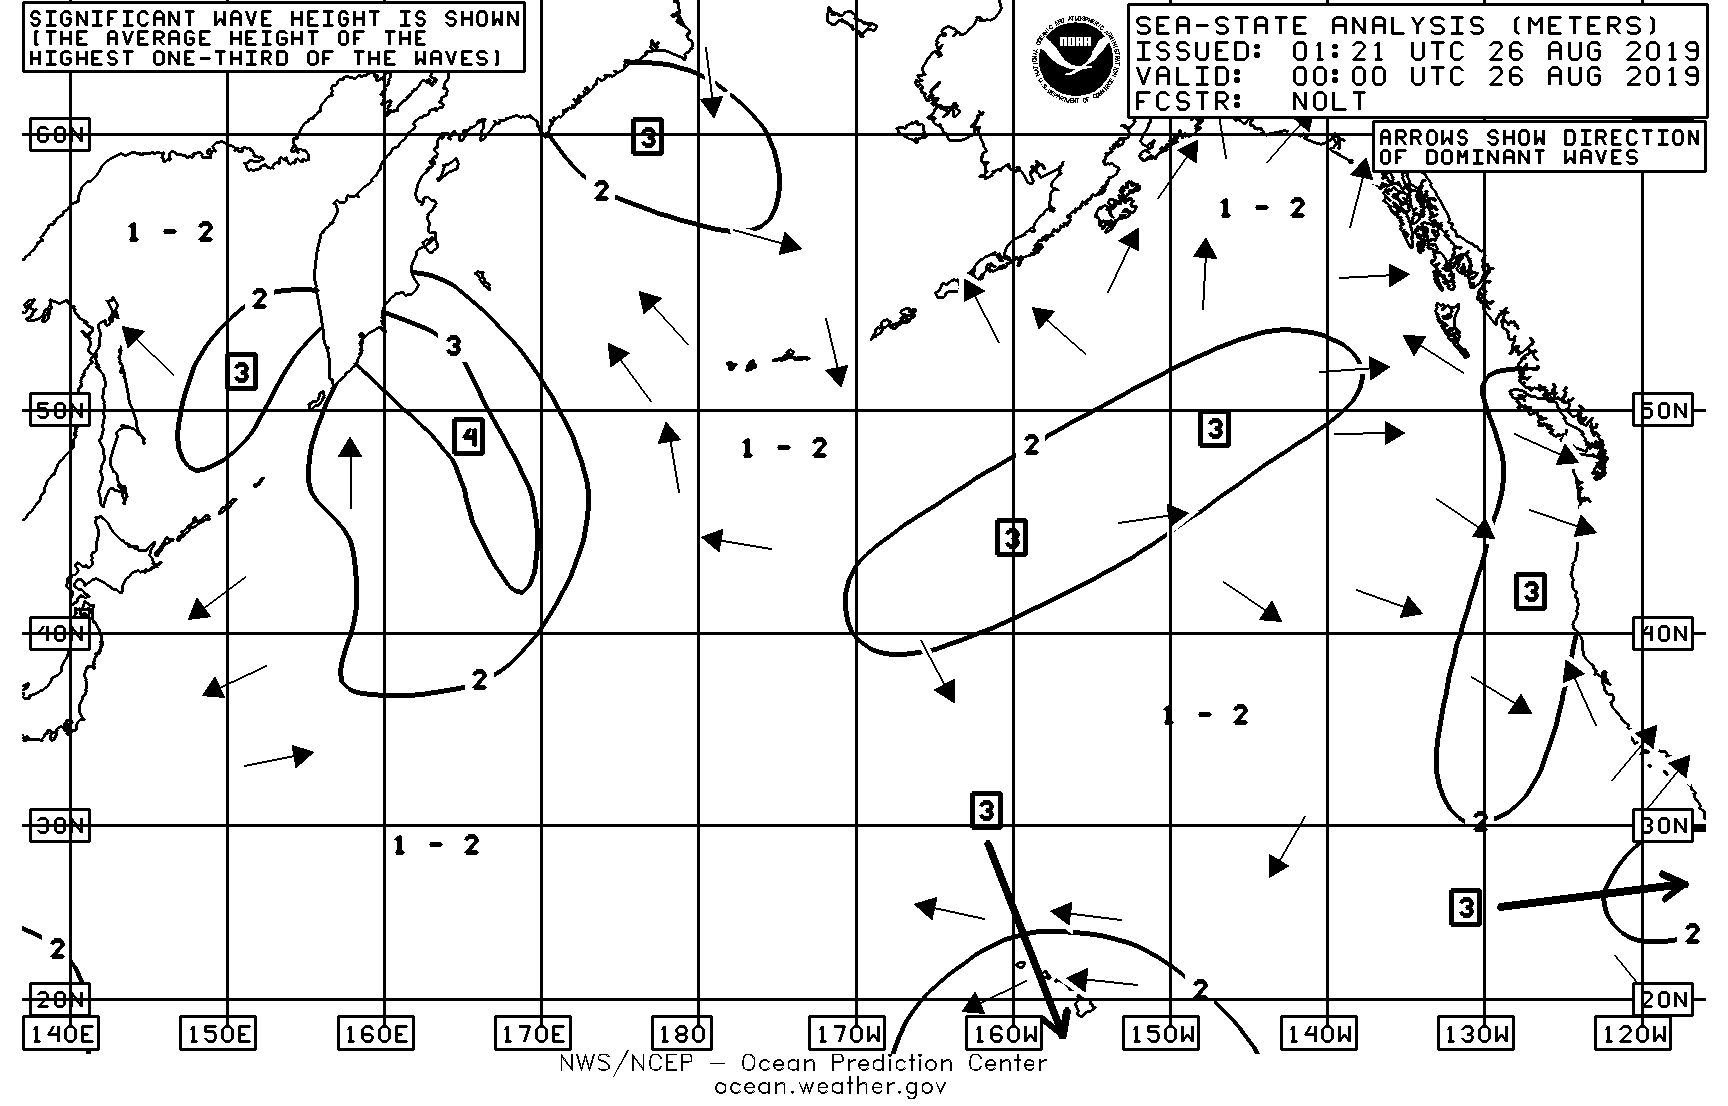 SIGNIFICANT WAVE HEIGHT IS SHOWN
(THE AVERAGE HEIGHT OF THE
HIGHEST ONE-THIRD OF THE WAVES)
NOAA
SEA-STATE ANALYSIS (METERS)
ISSUED: 01:21 UTC 26 AUG 2019
VALID: 00:00 UTC 26 AUG 2019
FCSTR: NOLT
ARROWS SHOW DIRECTION
OF DOMINANT WAVES
60N
3
2
1 - 2
1 - 2
2
3
3
50N
50N
2
3
4
1 - 2
3
3
3
40N
40N
2
1 - 2
3
30N
2
30N
1 - 2
3
2
2
2
20N
20N
140E 150E 160E 170E 180 170W 160W 150W 140W 130W 120W
NWS/NCEP – Ocean Prediction Center
ocean.weather.gov